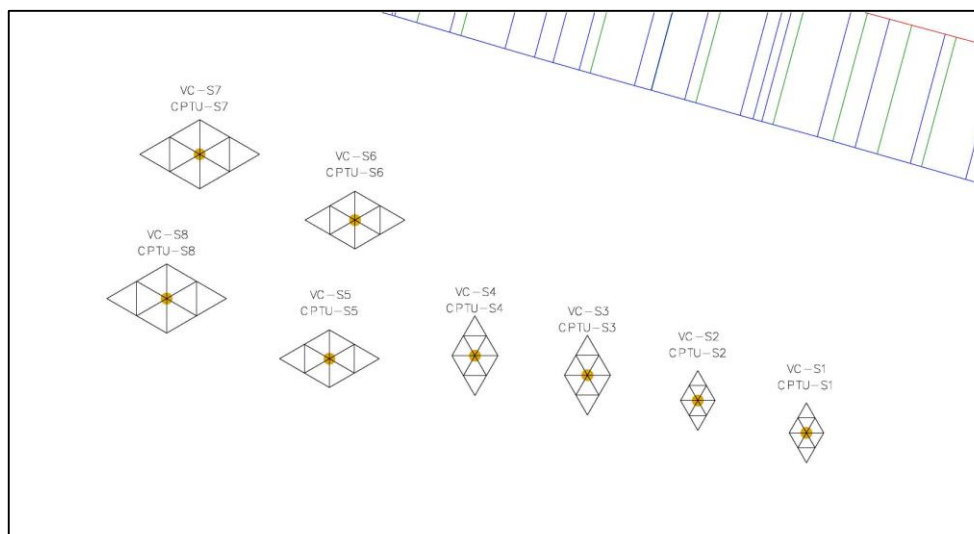 VC-S7
CPTU-S7
VC-S6
CPTU-S6
VC-S8
CPTU-S8
VC-S5
CPTU-S5
VC-S4
CPTU-S4
VC-S3
CPTU-S3
VC-S2
CPTU-S2
VC-S1
CPTU-S1